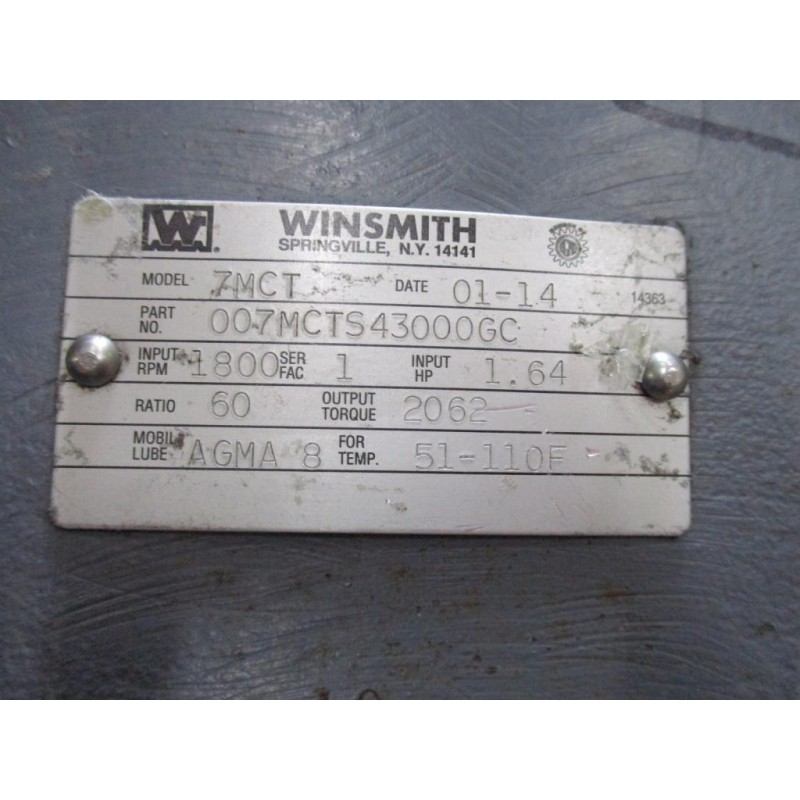 W. WINSMITH
SPRINGVILLE, N.Y. 14141
MODEL 7MCT DATE 01-14 14363
PART NO. 007MCTS43000GC
INPUT RPM 1800 SER FAC 1 INPUT HP 1.64
RATIO 60 OUTPUT TORQUE 2062
MOBIL LUBE AGMA 8 FOR TEMP. 51-110F